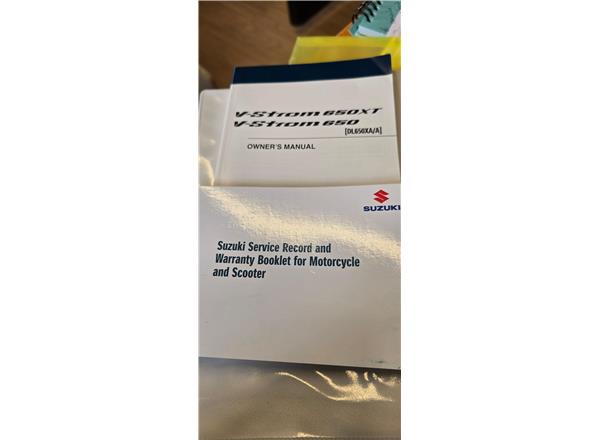 V-Strom 650XT
V-Strom 650
[DL650XA/A]
OWNER'S MANUAL
SUZUKI
Suzuki Service Record and
Warranty Booklet for Motorcycle
and Scooter